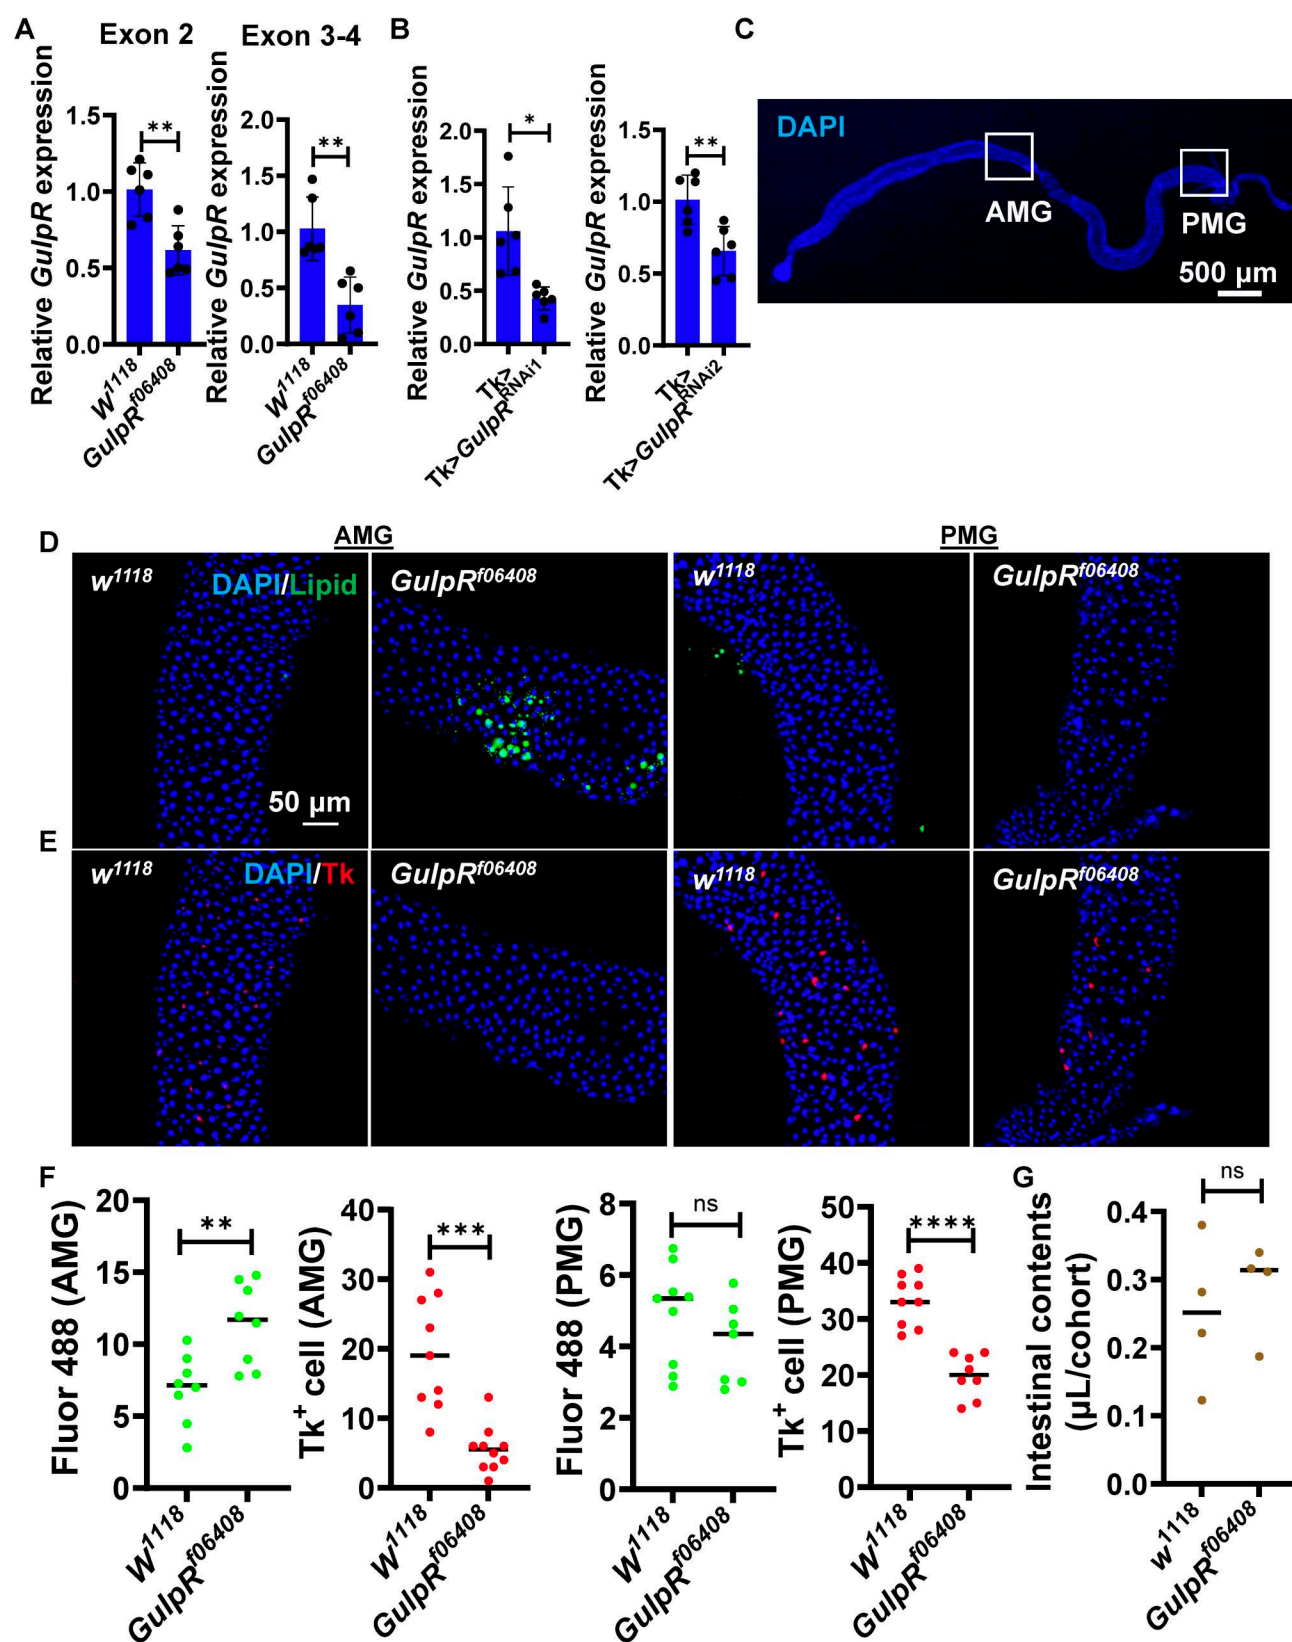 A
Exon 2
Exon 3-4
Relative GulpR expression
1.5
1.0
0.5
0.0
**
W1118
GulpRf06408
Relative GulpR expression
2.0
1.5
1.0
0.5
0.0
**
W1118
GulpRf06408
B
Relative GulpR expression
2.0
1.5
1.0
0.5
0.0
*
Tk>
Tk>GulpRRNAi1
Relative GulpR expression
1.5
1.0
0.5
0.0
**
Tk>
Tk>GulpRRNAi2
C
DAPI
AMG
PMG
500 µm
D
AMG
PMG
w1118
DAPI/Lipid
50 µm
GulpRf06408
w1118
GulpRf06408
E
w1118
DAPI/Tk
GulpRf06408
w1118
GulpRf06408
F
Fluor 488 (AMG)
20
15
10
5
0
**
W1118
GulpRf06408
Tk+ cell (AMG)
40
30
20
10
0
***
W1118
GulpRf06408
Fluor 488 (PMG)
8
6
4
2
0
ns
W1118
GulpRf06408
Tk+ cell (PMG)
50
40
30
20
10
0
****
W1118
GulpRf06408
G
Intestinal contents
(µL/cohort)
0.4
0.3
0.2
0.1
0.0
ns
w1118
GulpRf06408